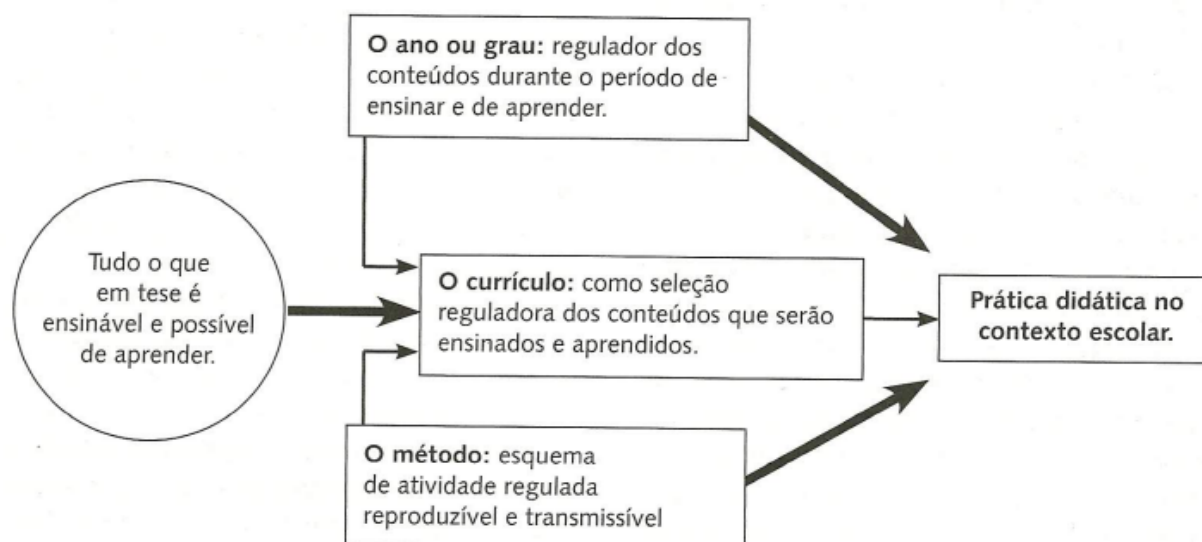 O ano ou grau: regulador dos
conteúdos durante o período de
ensinar e de aprender.
Tudo o que
em tese é
ensinável e possível
de aprender.
O currículo: como seleção
reguladora dos conteúdos que serão
ensinados e aprendidos.
Prática didática no
contexto escolar.
O método: esquema
de atividade regulada
reproduzível e transmissível